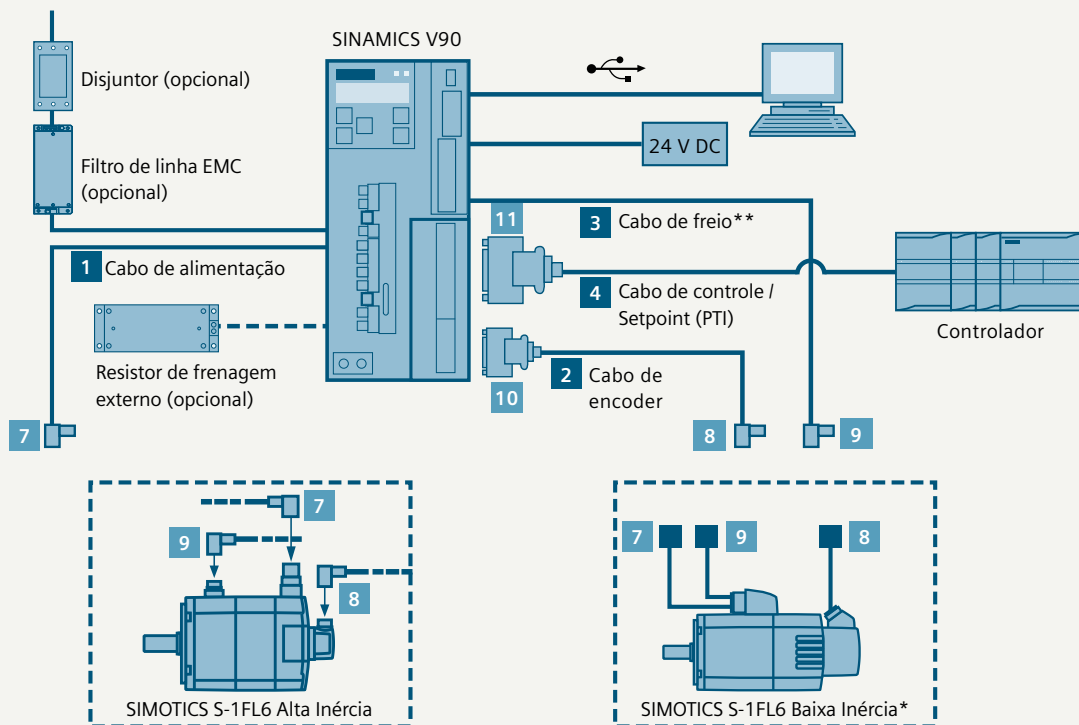 SINAMICS V90
Disjuntor (opcional)
Filtro de linha EMC
(opcional)
24 V DC
11
3 Cabo de freio**
1 Cabo de alimentação
4 Cabo de controle /
Setpoint (PTI)
Controlador
Resistor de frenagem
externo (opcional)
2 Cabo de
encoder
10
7
8
9
7
9
8
SIMOTICS S-1FL6 Alta Inércia
7
9
8
SIMOTICS S-1FL6 Baixa Inércia*